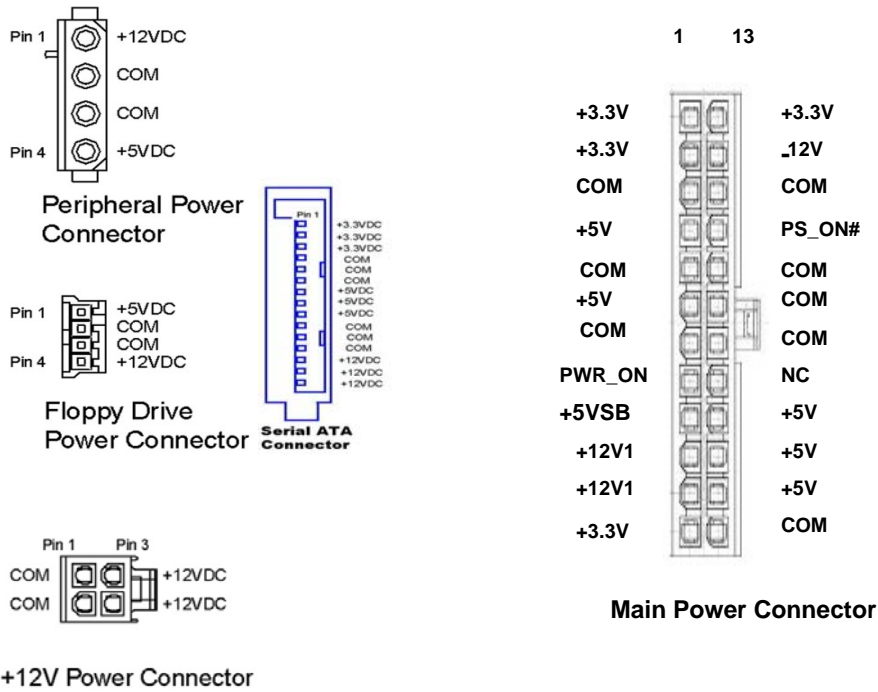 Pin 1 +12VDC
COM
COM
Pin 4 +5VDC
Peripheral Power
Connector
Pin 1 +5VDC
COM
COM
Pin 4 +12VDC
Floppy Drive
Power Connector
Pin 1
+3.3VDC
+3.3VDC
+3.3VDC
COM
COM
COM
+5VDC
+5VDC
+5VDC
COM
COM
COM
+12VDC
+12VDC
+12VDC
Serial ATA
Connector
Pin 1 Pin 3
COM +12VDC
COM +12VDC
+12V Power Connector
1 13
+3.3V +3.3V
+3.3V -12V
COM COM
+5V PS_ON#
COM COM
+5V COM
COM COM
PWR_ON NC
+5VSB +5V
+12V1 +5V
+12V1 +5V
+3.3V COM
Main Power Connector